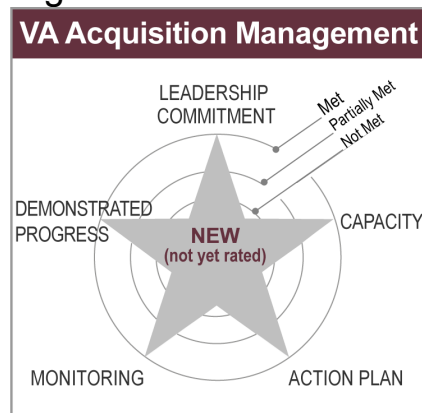 VA Acquisition Management
LEADERSHIP
COMMITMENT
Met
Partially Met
Not Met
DEMONSTRATED
PROGRESS
NEW
(not yet rated)
CAPACITY
MONITORING
ACTION PLAN